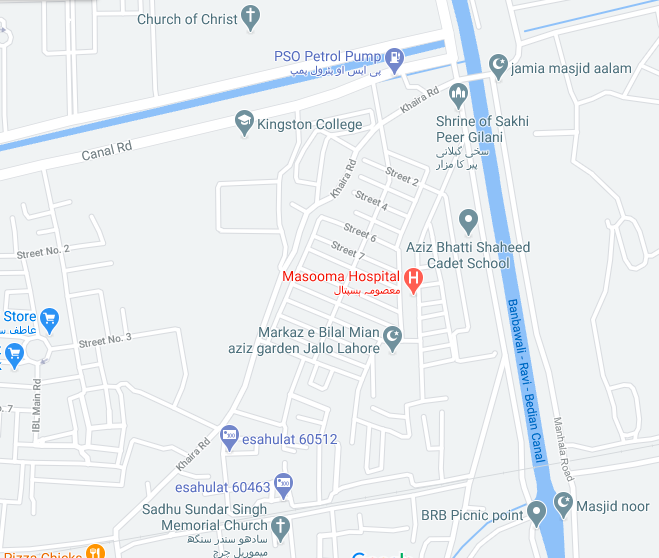 Church of Christ
PSO Petrol Pump
پی ایس او پٹرول پمپ
jamia masjid aalam
Khaira Rd
Kingston College
Shrine of Sakhi
Peer Gilani
سخی گیلانی
پیر کا مزار
Canal Rd
Khaira Rd
Street 2
Street 4
Street 6
Street 7
Street No. 2
Aziz Bhatti Shaheed
Cadet School
Masooma Hospital
معصومہ ہسپتال
Banbawali - Ravi - Bedian Canal
Store
عاطف
Street No. 3
Markaz e Bilal Mian
aziz garden Jallo Lahore
IBL Main Rd
7
Khaira Rd
esahulat 60512
Manhala Road
esahulat 60463
Sadhu Sundar Singh
Memorial Church
سادھو سندر سنگھ
میموریل چرچ
BRB Picnic point
Masjid noor
Google